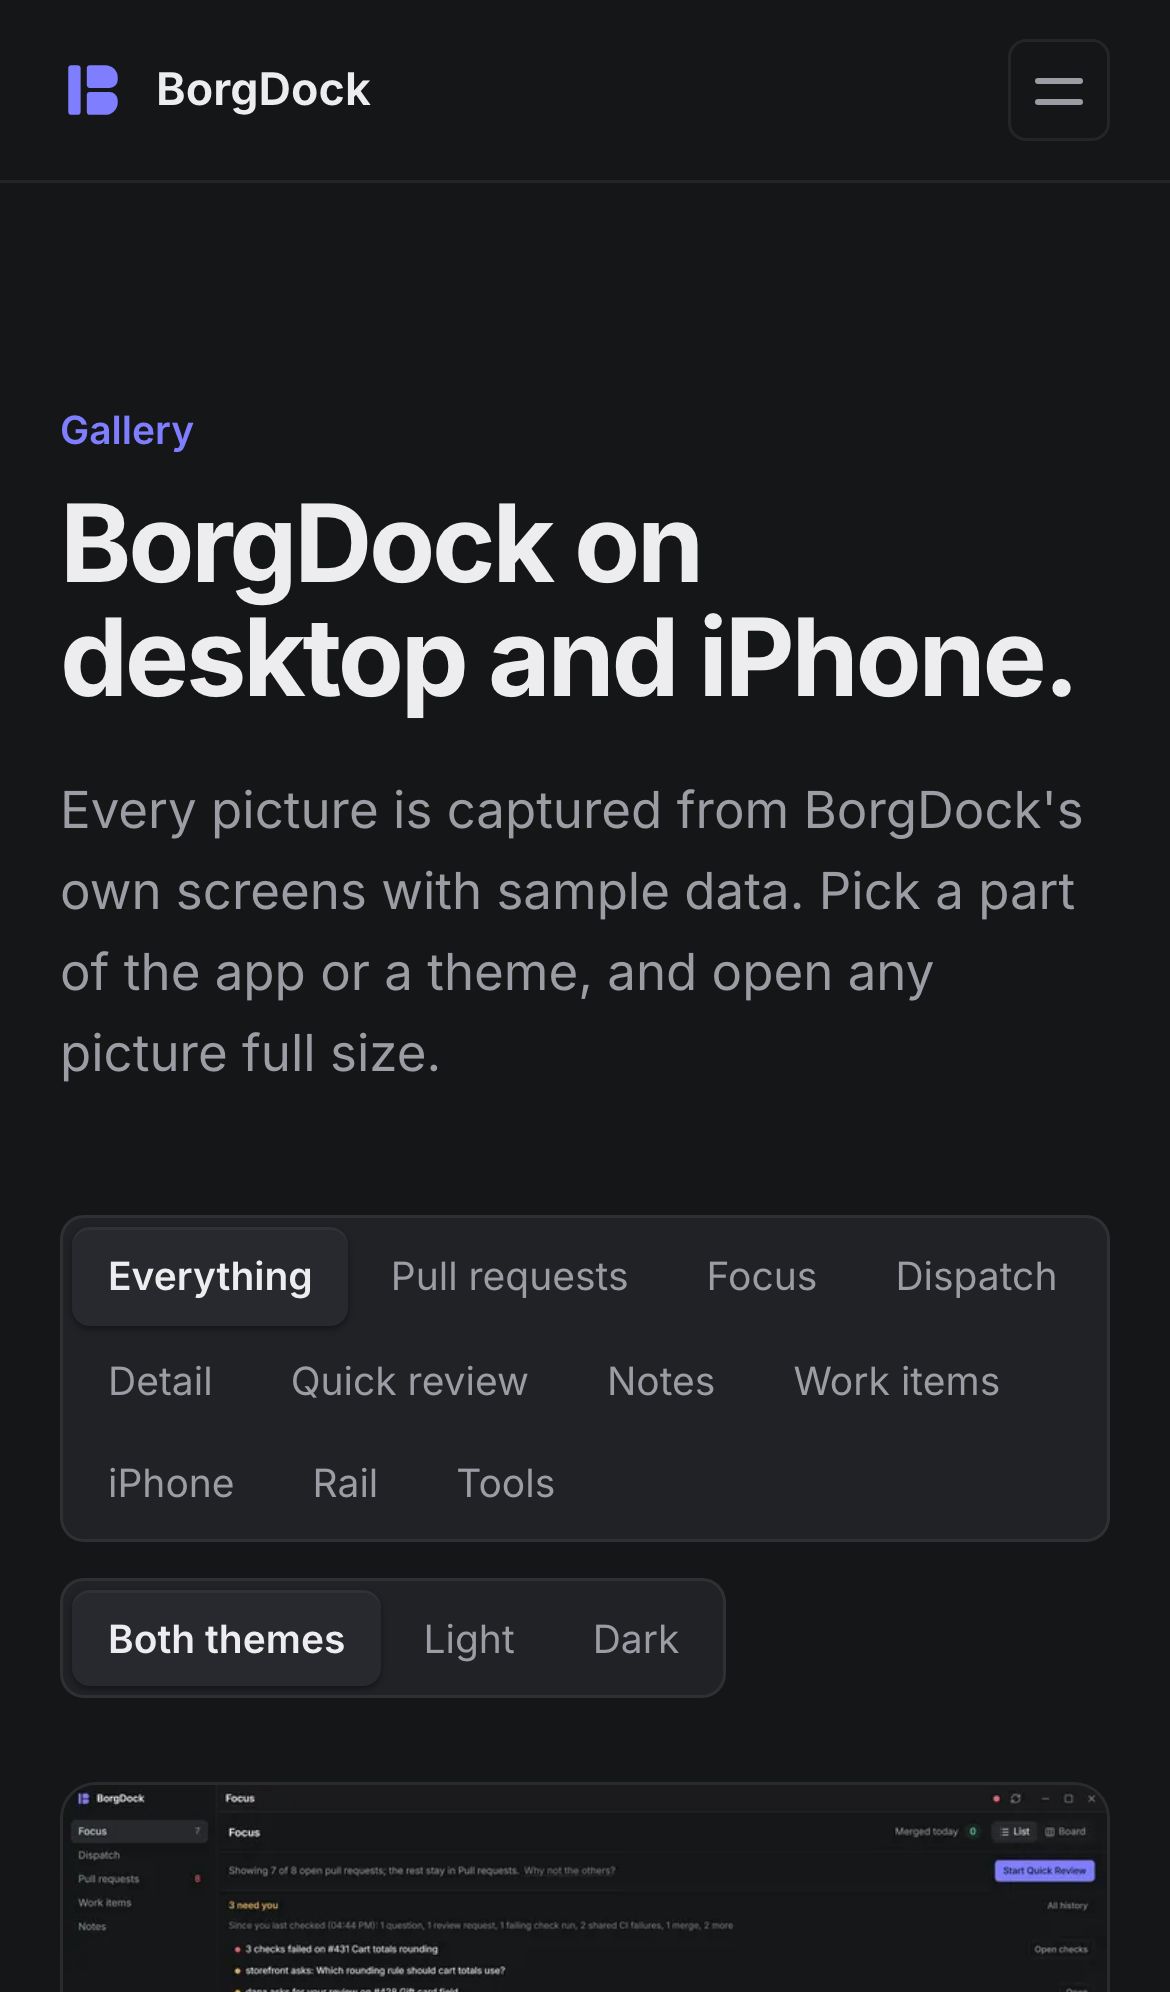 BorgDock
Gallery
BorgDock on
desktop and iPhone.
Every picture is captured from BorgDock's
own screens with sample data. Pick a part
of the app or a theme, and open any
picture full size.
Everything Pull requests Focus Dispatch
Detail Quick review Notes Work items
iPhone Rail Tools
Both themes Light Dark
BorgDock Focus
Focus 7 Focus Merged today 0 List Board
Dispatch
Pull requests 8 Showing 7 of 8 open pull requests; the rest stay in Pull requests. Why not the others? Start Quick Review
Work items 3 need you All history
Notes Since you last checked (04:44 PM): 1 question, 1 review request, 1 failing check run, 2 shared CI failures, 1 merge, 2 more
3 checks failed on #431 Cart totals rounding Open checks
storefront asks: Which rounding rule should cart totals use?